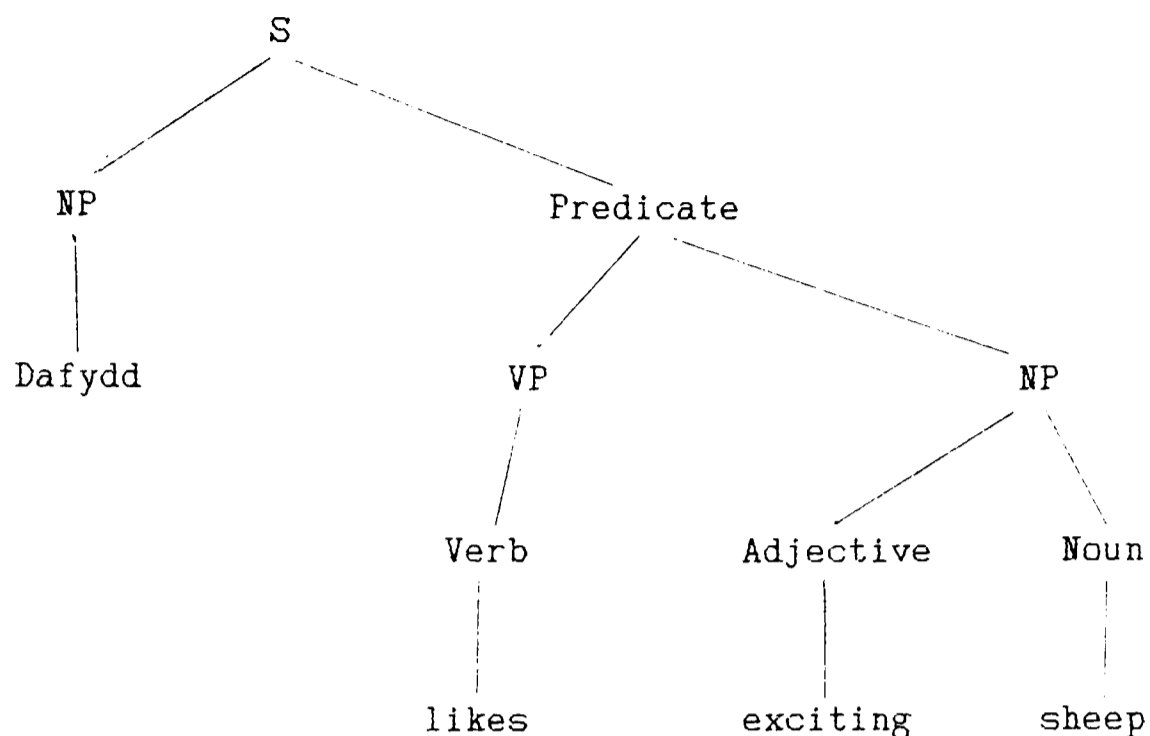 S
NP Predicate
Dafydd VP NP
Verb Adjective Noun
likes exciting sheep